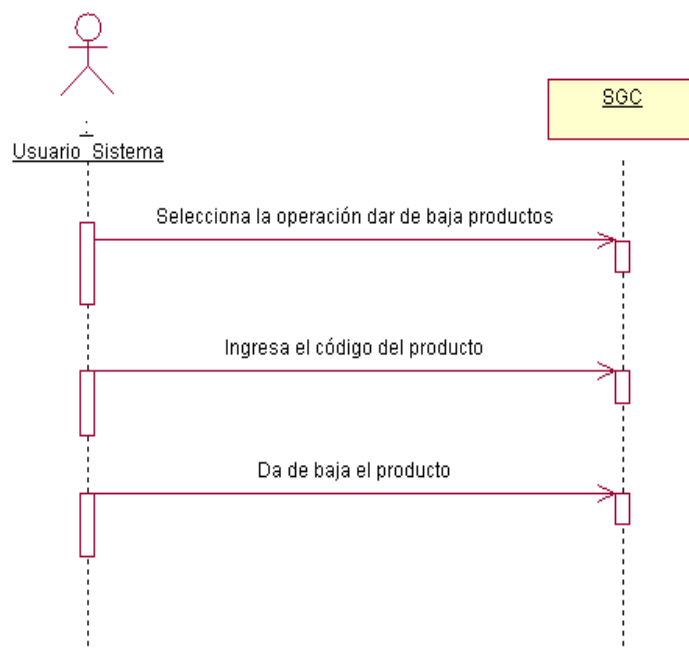 SGC
:
Usuario_Sistema
Selecciona la operación dar de baja productos
Ingresa el código del producto
Da de baja el producto